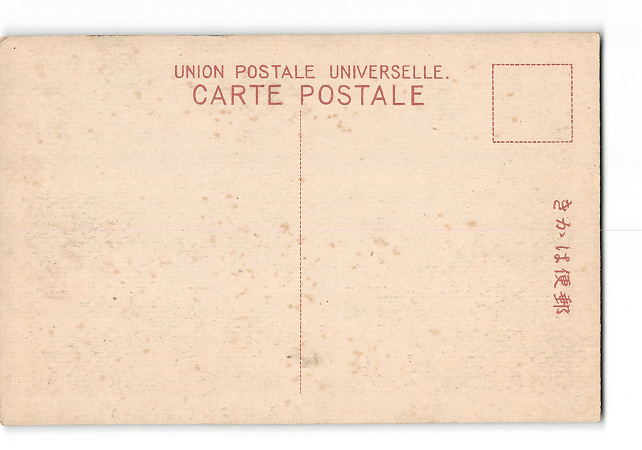 UNION POSTALE UNIVERSELLE.
CARTE POSTALE
きかは便郵